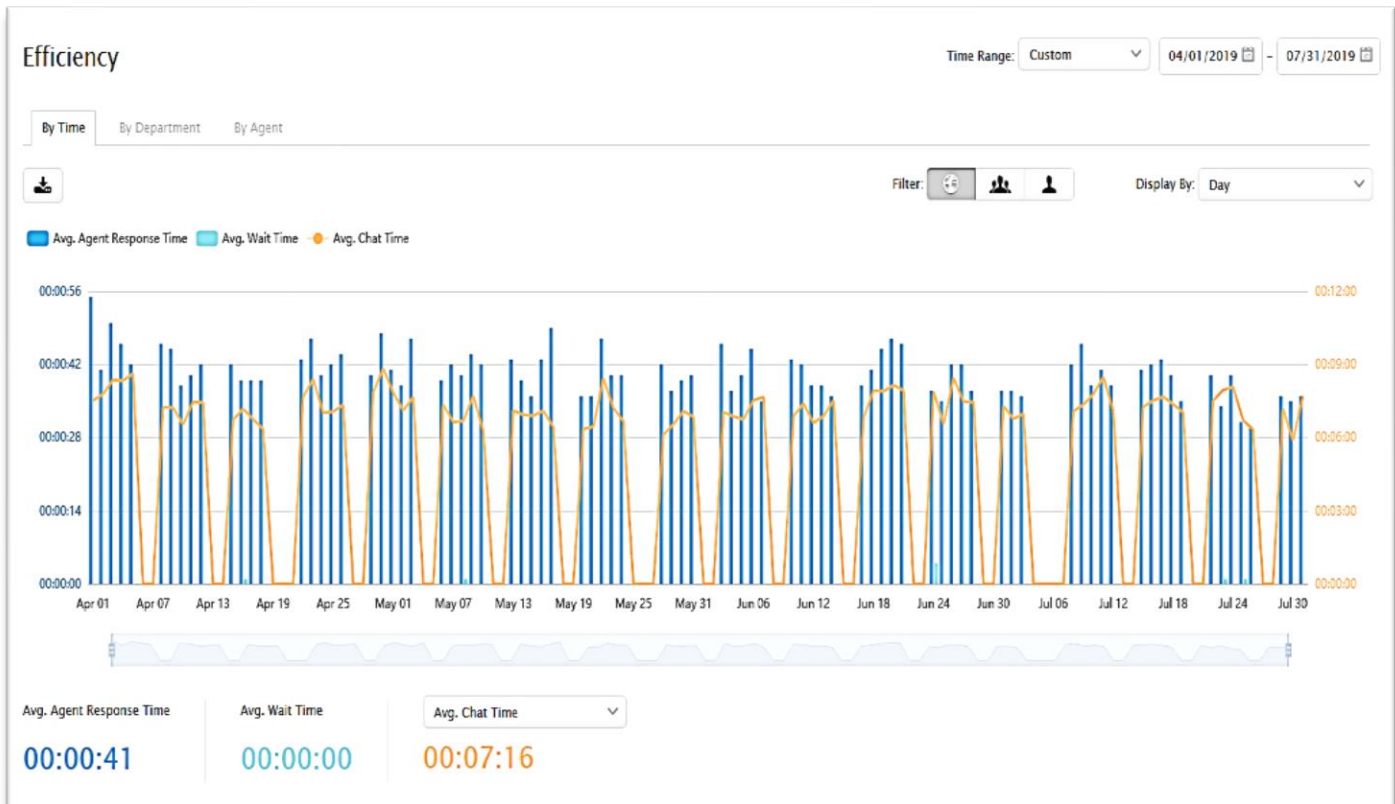 Efficiency
Time Range: Custom 04/01/2019 - 07/31/2019
By Time By Department By Agent
Filter: Display By: Day
Avg. Agent Response Time Avg. Wait Time Avg. Chat Time
00:00:56 00:12:00
00:00:42 00:09:00
00:00:28 00:06:00
00:00:14 00:03:00
00:00:00 00:00:00
Apr 01 Apr 07 Apr 13 Apr 19 Apr 25 May 01 May 07 May 13 May 19 May 25 May 31 Jun 06 Jun 12 Jun 18 Jun 24 Jun 30 Jul 06 Jul 12 Jul 18 Jul 24 Jul 30
Avg. Agent Response Time Avg. Wait Time Avg. Chat Time
00:00:41 00:00:00 00:07:16